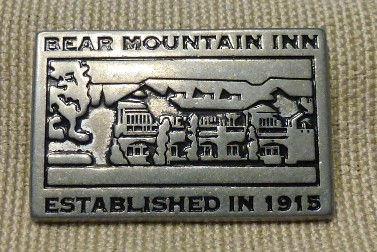 BEAR MOUNTAIN INN
ESTABLISHED IN 1915